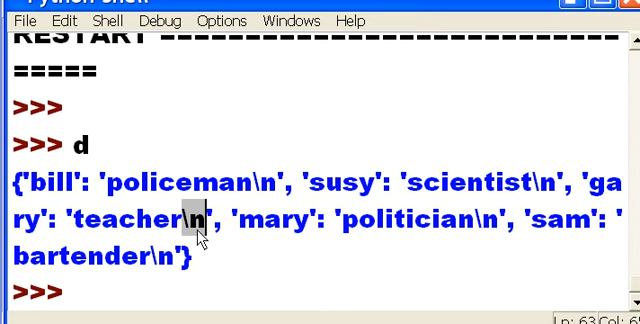 Python Shell
File Edit Shell Debug Options Windows Help
RESTART ============================
=====
>>>
>>> d
{'bill': 'policeman\n', 'susy': 'scientist\n', 'ga
ry': 'teacher\n', 'mary': 'politician\n', 'sam': '
bartender\n'}
>>>
Ln: 63 Col: 6